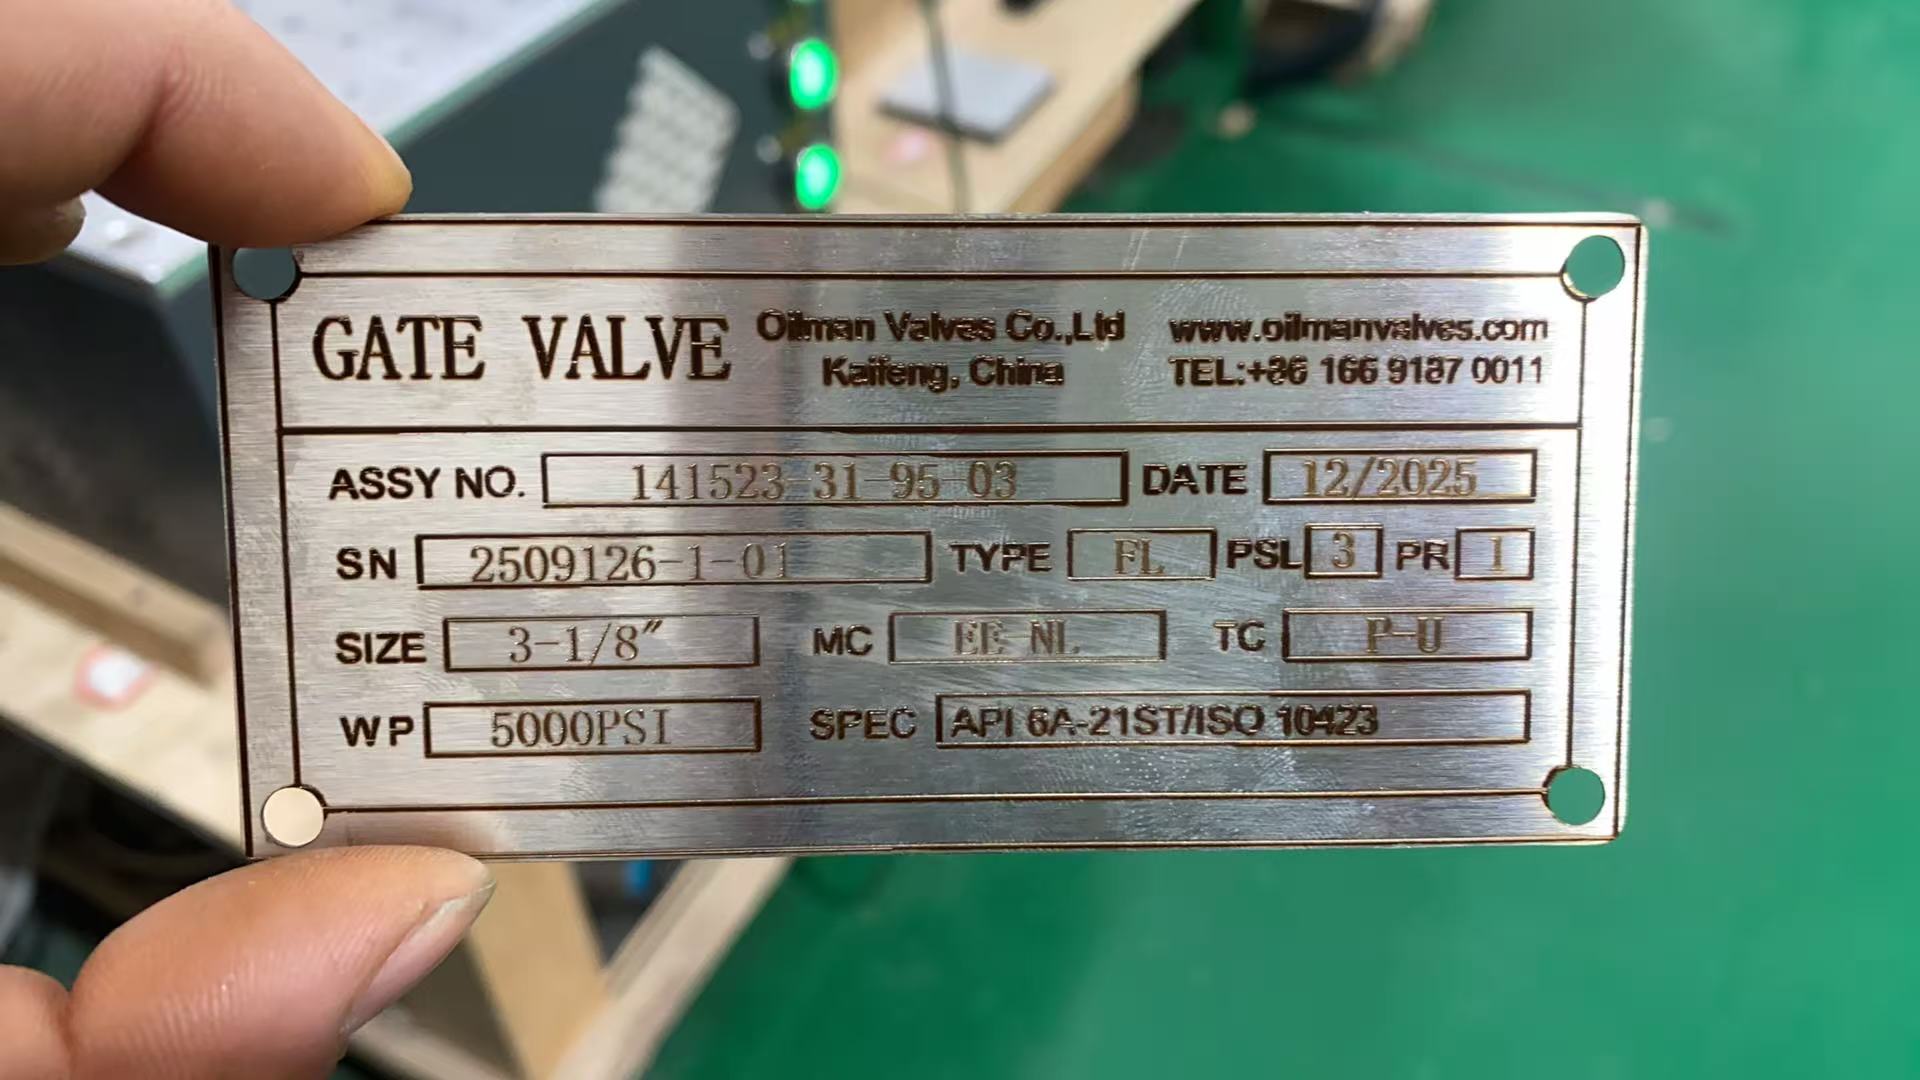 GATE VALVE Oilman Valves Co.,Ltd www.oilmanvalves.com
Kaifeng, China TEL:+86 166 9187 0011
ASSY NO. 141523-31-95-03 DATE 12/2025
SN 2509126-1-01 TYPE FL PSL 3 PR 1
SIZE 3-1/8" MC EE-NL TC P-U
WP 5000PSI SPEC API 6A-21ST/ISO 10423